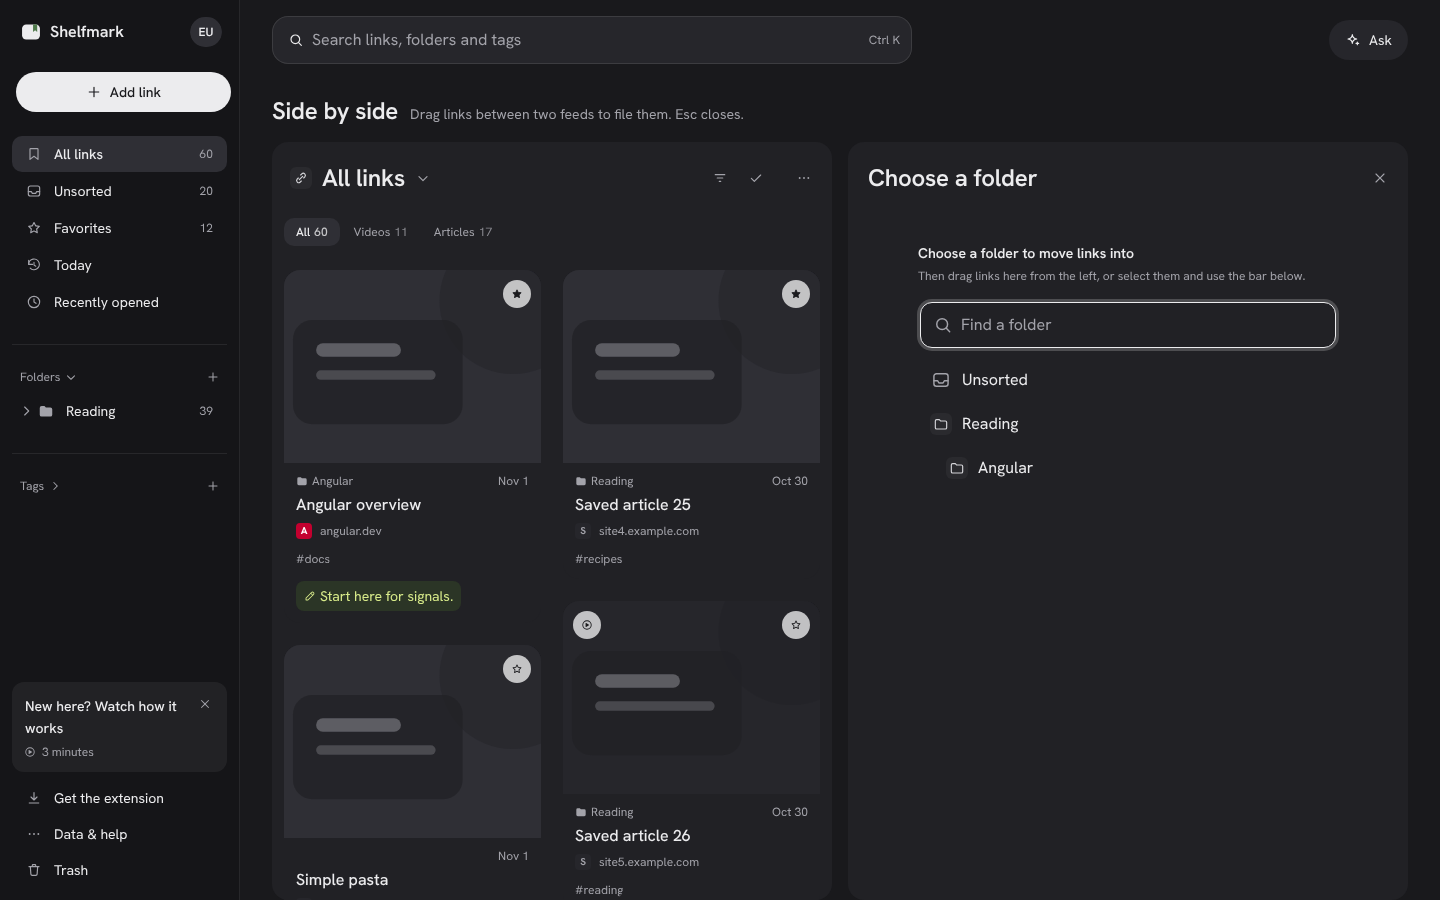 Shelfmark
EU
Add link
All links 60
Unsorted 20
Favorites 12
Today
Recently opened
Folders
Reading 39
Tags
New here? Watch how it
works
3 minutes
Get the extension
Data & help
Trash
Search links, folders and tags Ctrl K
Ask
Side by side Drag links between two feeds to file them. Esc closes.
All links
All 60 Videos 11 Articles 17
Angular Nov 1
Angular overview
A angular.dev
#docs
Start here for signals.
Nov 1
Simple pasta
Reading Oct 30
Saved article 25
S site4.example.com
#recipes
Reading Oct 30
Saved article 26
S site5.example.com
#reading
Choose a folder
Choose a folder to move links into
Then drag links here from the left, or select them and use the bar below.
Find a folder
Unsorted
Reading
Angular